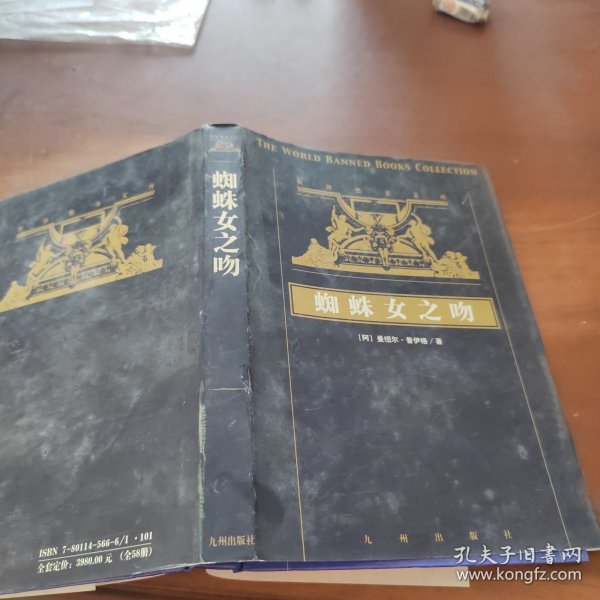 THE WORLD BANNED BOOKS COLLECTION
蜘蛛女之吻
[阿] 曼纽尔·普伊格/著
九州出版社
蜘蛛女之吻
九州出版社
ISBN 7-80114-566-6/I·101
全套定价：3980.00元（全58册）
孔夫子旧书网
www.kongfz.com